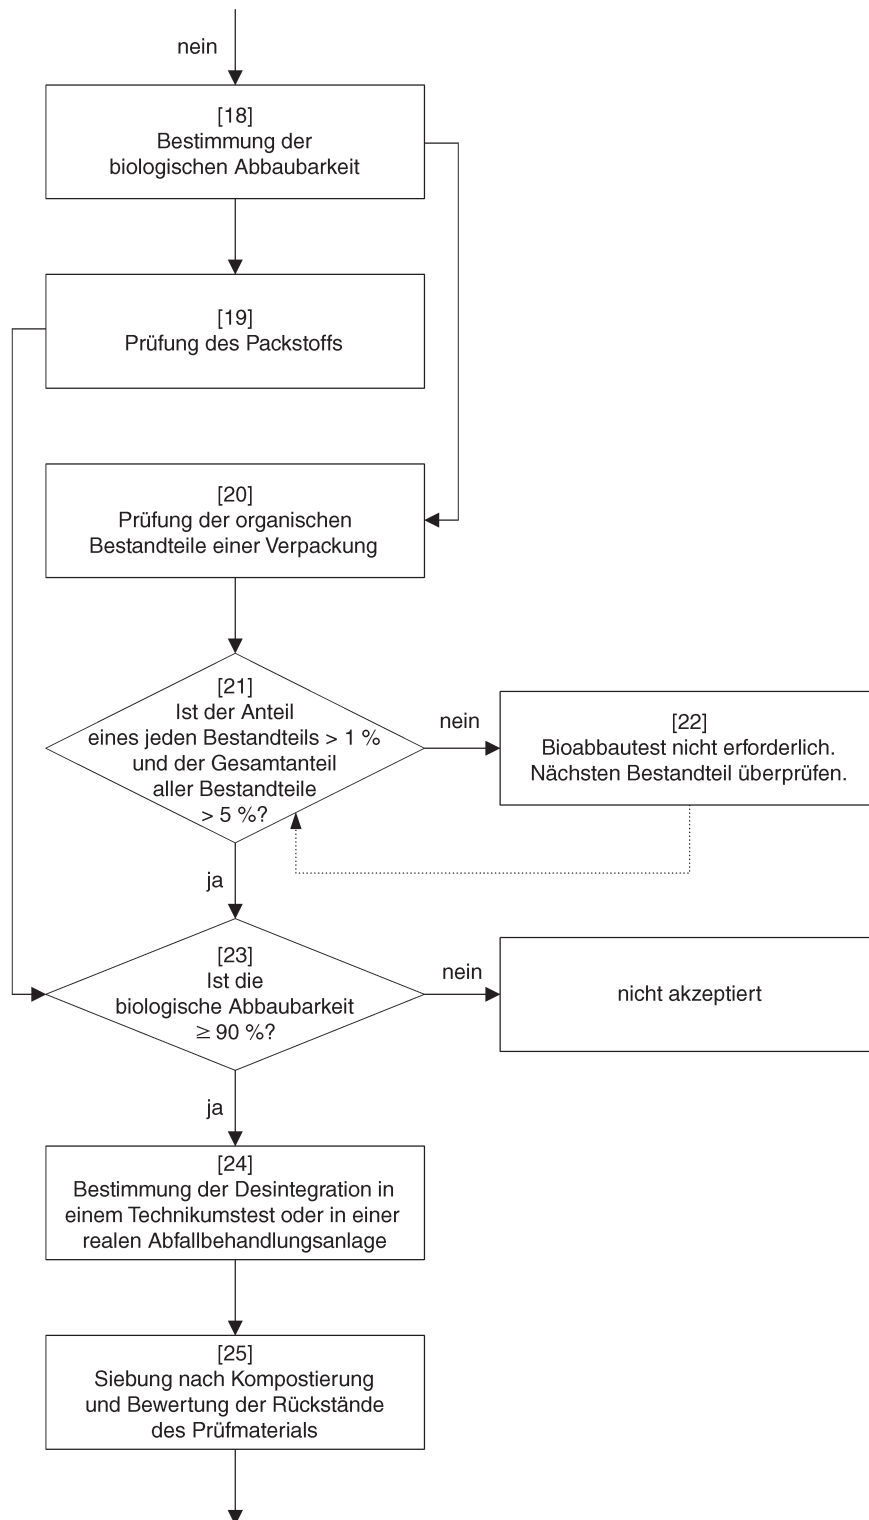 nein
[18]
Bestimmung der
biologischen Abbaubarkeit
[19]
Prüfung des Packstoffs
[20]
Prüfung der organischen
Bestandteile einer Verpackung
[21]
Ist der Anteil
eines jeden Bestandteils > 1 %
und der Gesamtanteil
aller Bestandteile
> 5 %?
nein
[22]
Bioabbautest nicht erforderlich.
Nächsten Bestandteil überprüfen.
ja
[23]
Ist die
biologische Abbaubarkeit
≧ 90 %?
nein
nicht akzeptiert
ja
[24]
Bestimmung der Desintegration in
einem Technikumstest oder in einer
realen Abfallbehandlungsanlage
[25]
Siebung nach Kompostierung
und Bewertung der Rückstände
des Prüfmaterials